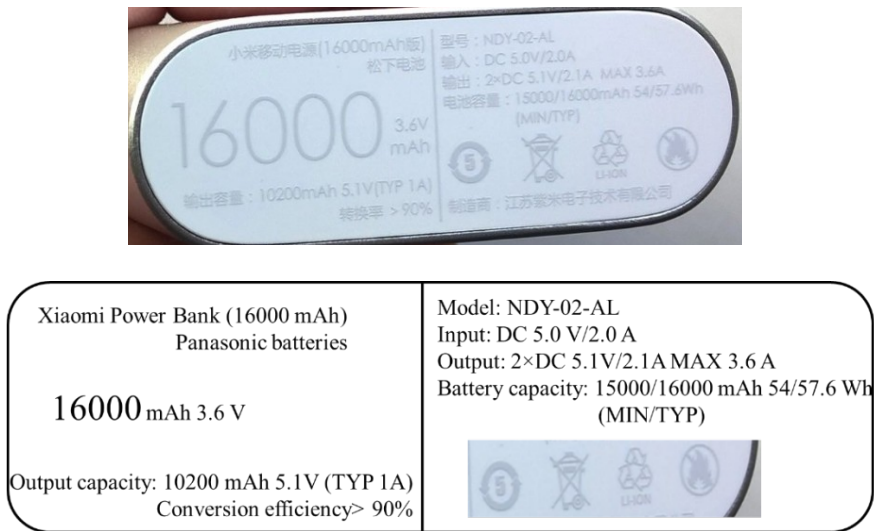 小米移动电源(16000mAh版)
松下电池
16000 3.6V
mAh
输出容量：10200mAh 5.1V(TYP 1A)
转换率 >90%
型号：NDY-02-AL
输入：DC 5.0V/2.0A
输出：2×DC 5.1V/2.1A MAX 3.6A
电池容量：15000/16000mAh 54/57.6Wh
(MIN/TYP)
5
LI-ION
制造商：江苏紫米电子技术有限公司
Xiaomi Power Bank (16000 mAh)
Panasonic batteries
16000 mAh 3.6 V
Output capacity: 10200 mAh 5.1V (TYP 1A)
Conversion efficiency> 90%
Model: NDY-02-AL
Input: DC 5.0 V/2.0 A
Output: 2×DC 5.1V/2.1A MAX 3.6 A
Battery capacity: 15000/16000 mAh 54/57.6 Wh
(MIN/TYP)
5
LI-ION